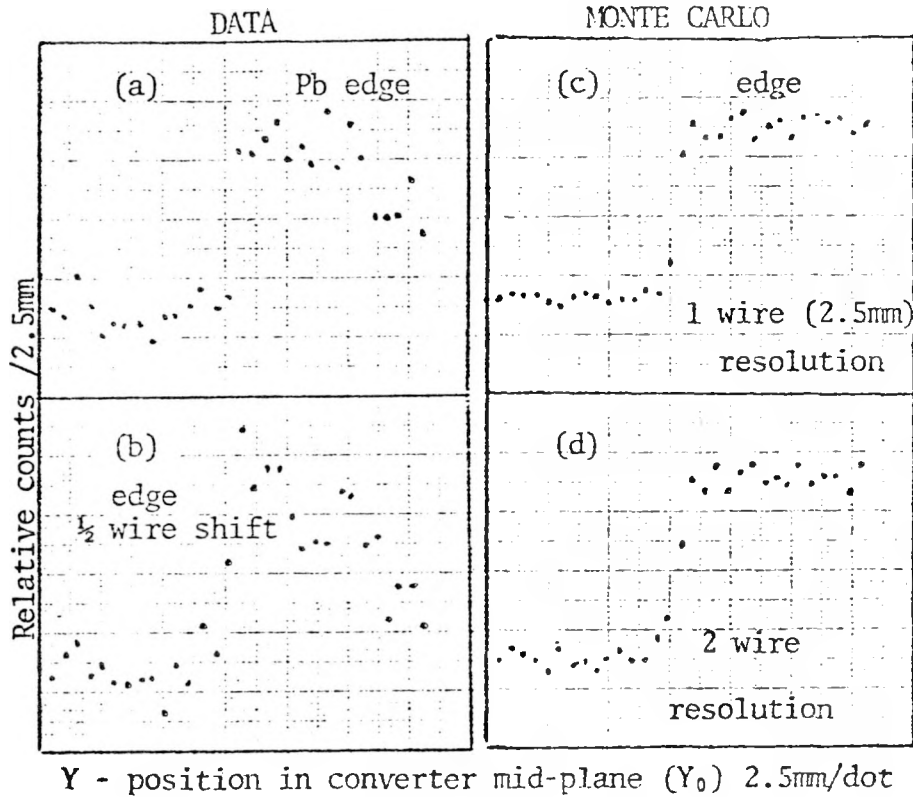 DATA
MONTE CARLO
(a)
Pb edge
(c)
edge
1 wire (2.5mm)
resolution
(b)
edge
½ wire shift
(d)
2 wire
resolution
Relative counts /2.5mm
Y - position in converter mid-plane (Y₀) 2.5mm/dot